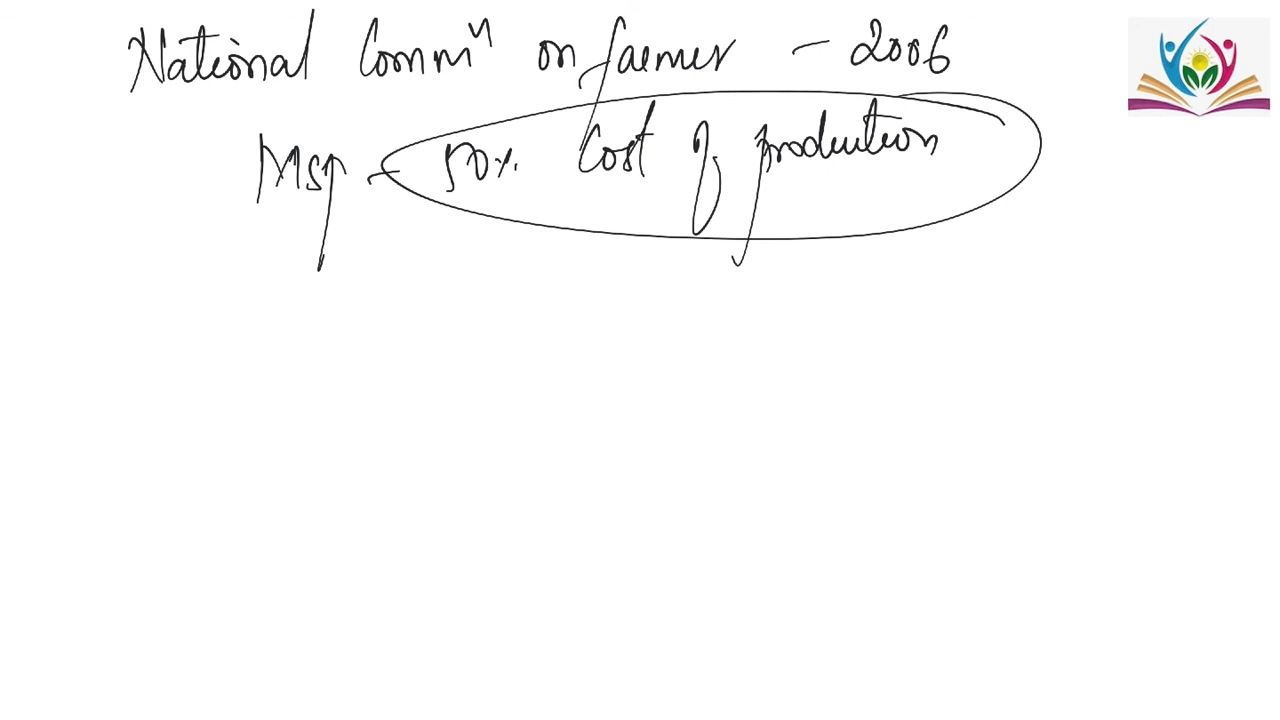 National Commⁿ on farmer - 2006
MSP - 50% Cost of production